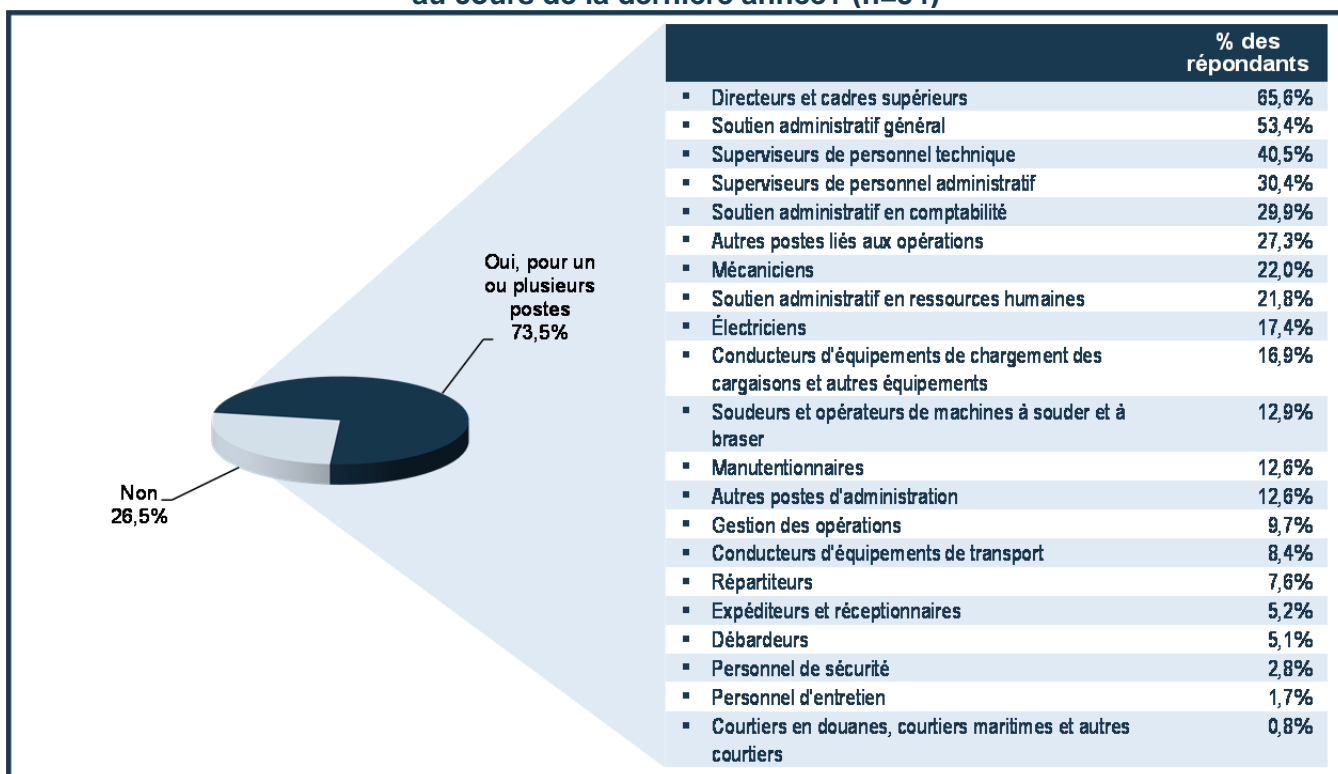 au cours de la dernière année
% des
répondants
▪ Directeurs et cadres supérieurs 65,6%
▪ Soutien administratif général 53,4%
▪ Superviseurs de personnel technique 40,5%
▪ Superviseurs de personnel administratif 30,4%
▪ Soutien administratif en comptabilité 29,9%
▪ Autres postes liés aux opérations 27,3%
▪ Mécaniciens 22,0%
▪ Soutien administratif en ressources humaines 21,8%
▪ Électriciens 17,4%
▪ Conducteurs d'équipements de chargement des 16,9%
cargaisons et autres équipements
▪ Soudeurs et opérateurs de machines à souder et à 12,9%
braser
▪ Manutentionnaires 12,6%
▪ Autres postes d'administration 12,6%
▪ Gestion des opérations 9,7%
▪ Conducteurs d'équipements de transport 8,4%
▪ Répartiteurs 7,6%
▪ Expéditeurs et réceptionnaires 5,2%
▪ Débardeurs 5,1%
▪ Personnel de sécurité 2,8%
▪ Personnel d'entretien 1,7%
▪ Courtiers en douanes, courtiers maritimes et autres 0,8%
courtiers
Oui, pour un
ou plusieurs
postes
73,5%
Non
26,5%